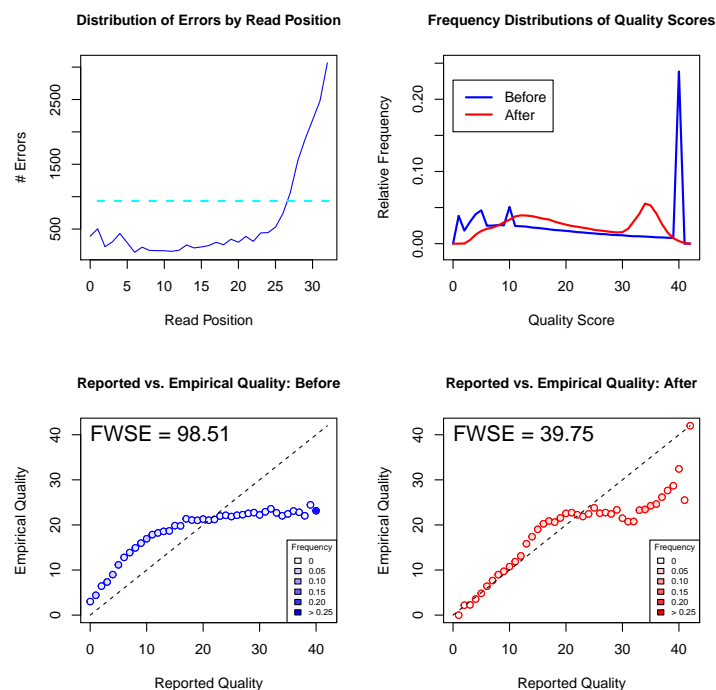 Distribution of Errors by Read Position
# Errors
500
1500
2500
0
5
10
15
20
25
30
Read Position
Frequency Distributions of Quality Scores
Relative Frequency
0.00
0.10
0.20
Before
After
0
10
20
30
40
Quality Score
Reported vs. Empirical Quality: Before
FWSE = 98.51
Empirical Quality
0
10
20
30
40
Frequency
0
0.05
0.10
0.15
0.20
> 0.25
0
10
20
30
40
Reported Quality
Reported vs. Empirical Quality: After
FWSE = 39.75
Empirical Quality
0
10
20
30
40
Frequency
0
0.05
0.10
0.15
0.20
> 0.25
0
10
20
30
40
Reported Quality